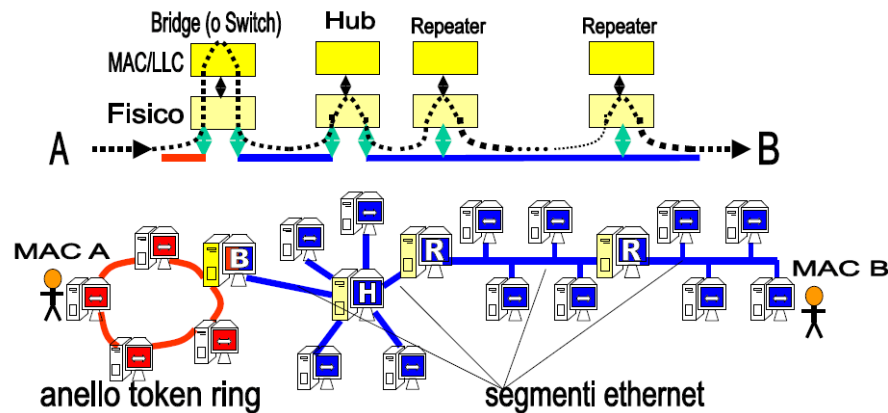 Bridge (o Switch)
Hub
Repeater
Repeater
MAC/LLC
Fisico
A
B
MAC A
B
H
R
R
MAC B
anello token ring
segmenti ethernet